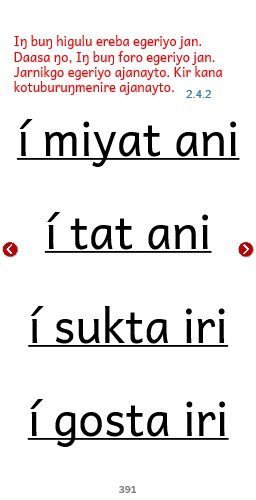 Iŋ buŋ higulu ereba egeriyo jan.
Daasa ŋo, Iŋ buŋ foro egeriyo jan.
Jarnikgo egeriyo ajanayto. Kir kana
kotuburuŋmenire ajanayto.
2.4.2
í miyat ani
í tat ani
í sukta iri
í gosta iri
391